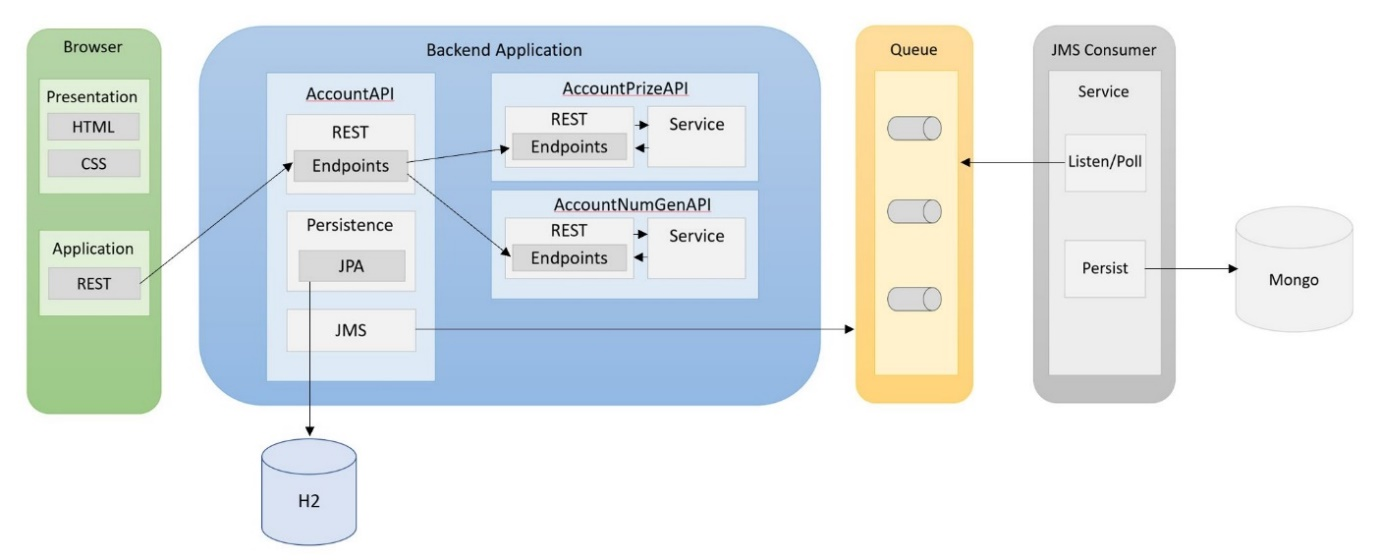 Browser
Presentation
HTML
CSS
Application
REST
Backend Application
AccountAPI
REST
Endpoints
Persistence
JPA
JMS
AccountPrizeAPI
REST
Endpoints
Service
AccountNumGenAPI
REST
Endpoints
Service
H2
Queue
JMS Consumer
Service
Listen/Poll
Persist
Mongo